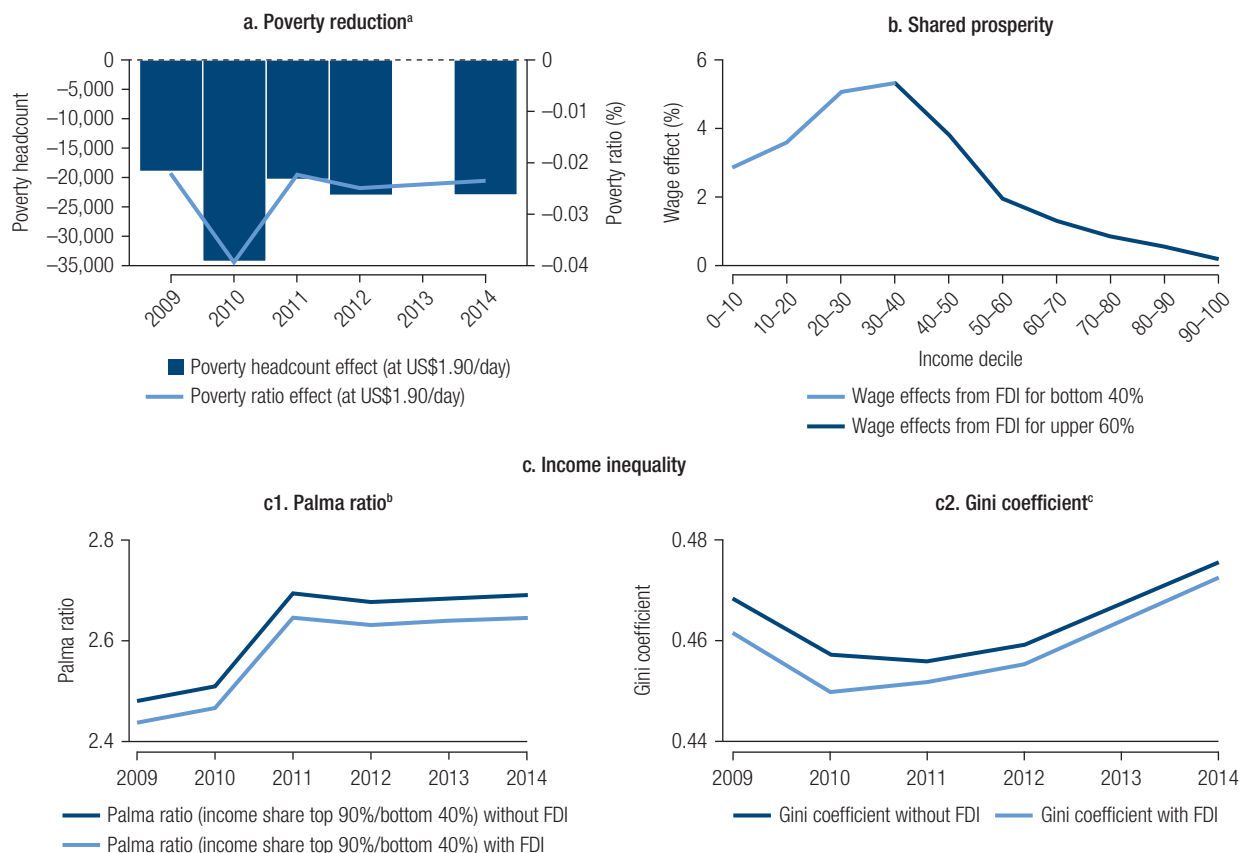 a. Poverty reductionᵃ
0
–5,000
–10,000
–15,000
–20,000
–25,000
–30,000
–35,000
Poverty headcount
0
–0.01
–0.02
–0.03
–0.04
Poverty ratio (%)
2009
2010
2011
2012
2013
2014
Poverty headcount effect (at US$1.90/day)
Poverty ratio effect (at US$1.90/day)
b. Shared prosperity
6
4
2
0
Wage effect (%)
0–10
10–20
20–30
30–40
40–50
50–60
60–70
70–80
80–90
90–100
Income decile
Wage effects from FDI for bottom 40%
Wage effects from FDI for upper 60%
c. Income inequality
c1. Palma ratioᵇ
2.8
2.6
2.4
Palma ratio
2009 2010 2011 2012 2013 2014
Palma ratio (income share top 90%/bottom 40%) without FDI
Palma ratio (income share top 90%/bottom 40%) with FDI
c2. Gini coefficientᶜ
0.48
0.46
0.44
Gini coefficient
2009 2010 2011 2012 2013 2014
Gini coefficient without FDI Gini coefficient with FDI